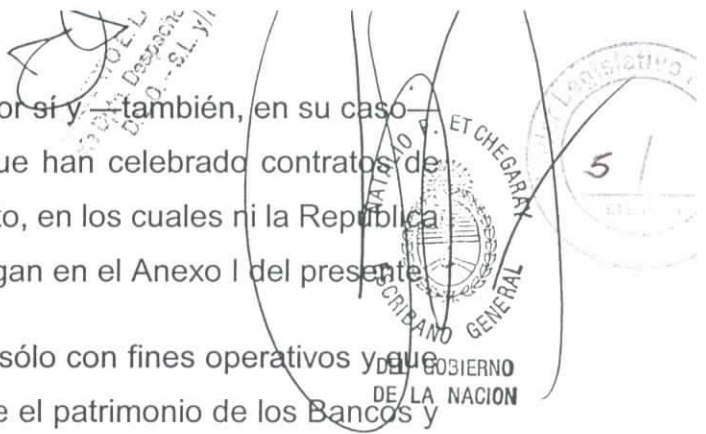 or sí y —también, en su caso—
ue han celebrado contratos de
to, en los cuales ni la República
gan en el Anexo I del presente
sólo con fines operativos y que
e el patrimonio de los Bancos y
NATALIO P. ETCHEGARAY
ESCRIBANO GENERAL
DEL GOBIERNO
DE LA NACION
5